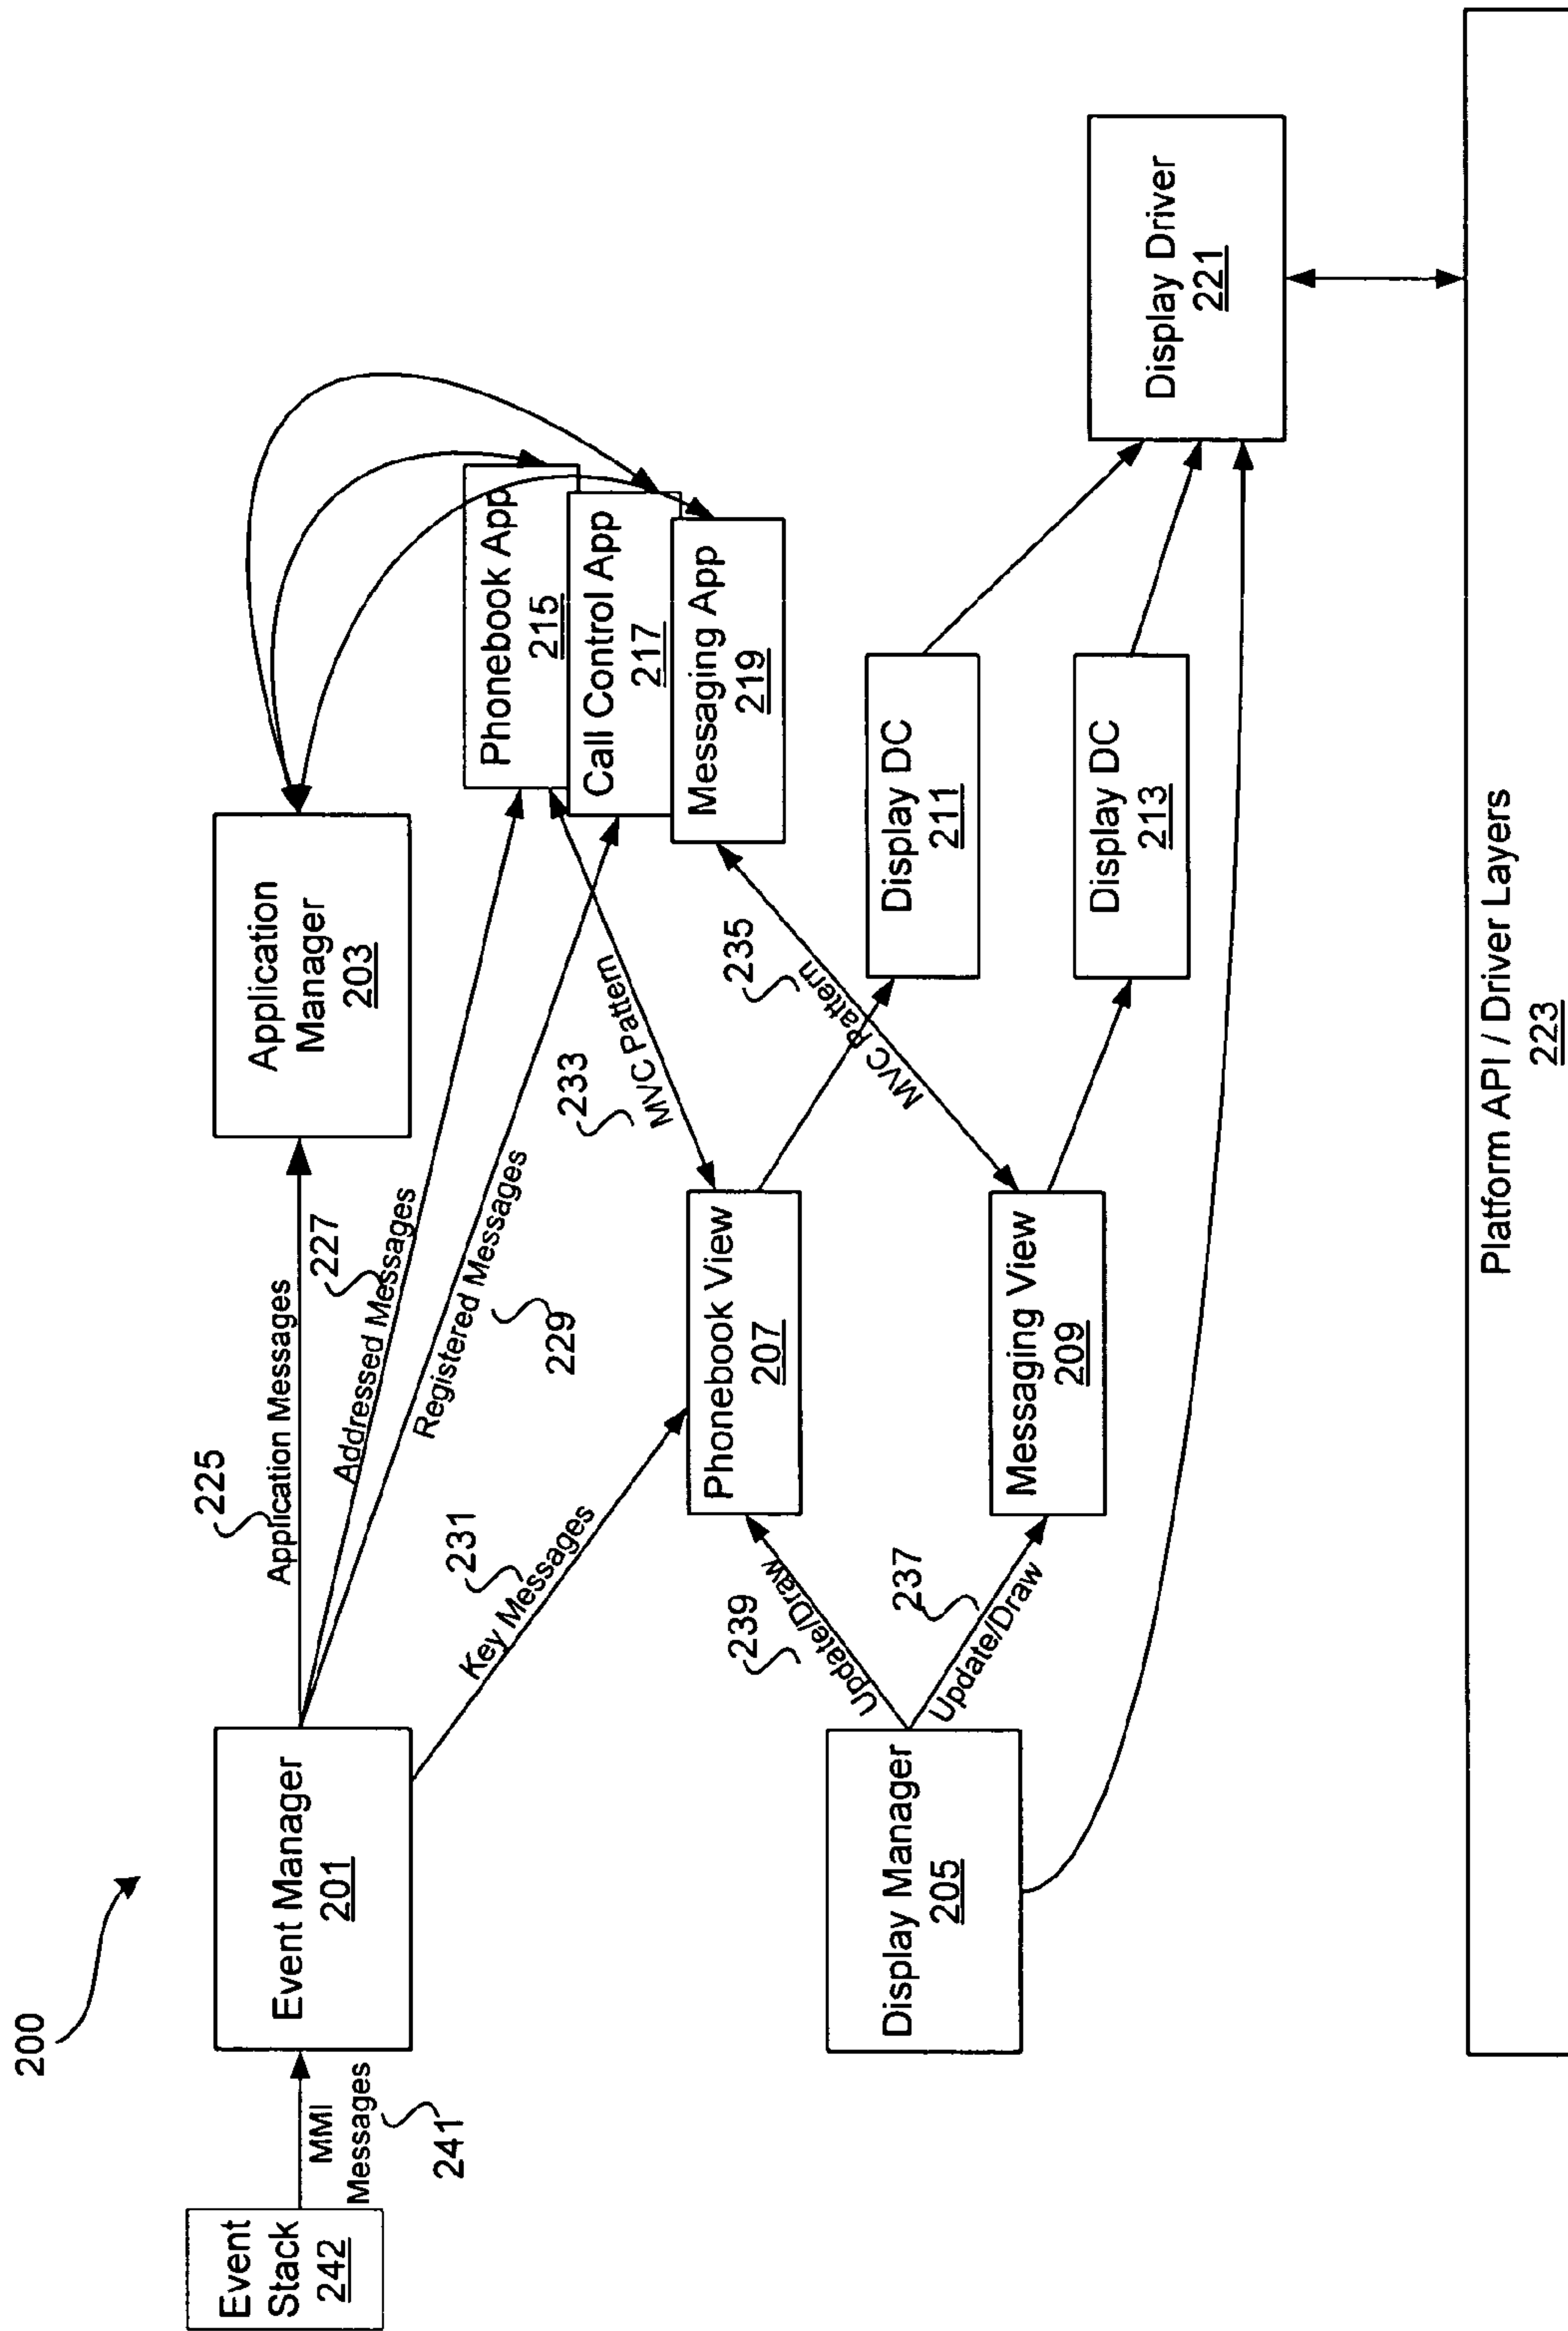 200
Event
Stack
242
MMI
Messages
241
Event Manager
201
225
Application Messages
227
Addressed Messages
Registered Messages
229
231
Key Messages
Application
Manager
203
Phonebook App
215
Call Control App
217
Messaging App
219
233
MVC Pattern
235
MVC Pattern
Phonebook View
207
Messaging View
209
239
Update/Draw
237
Update/Draw
Display Manager
205
Display DC
211
Display DC
213
Display Driver
221
Platform API / Driver Layers
223